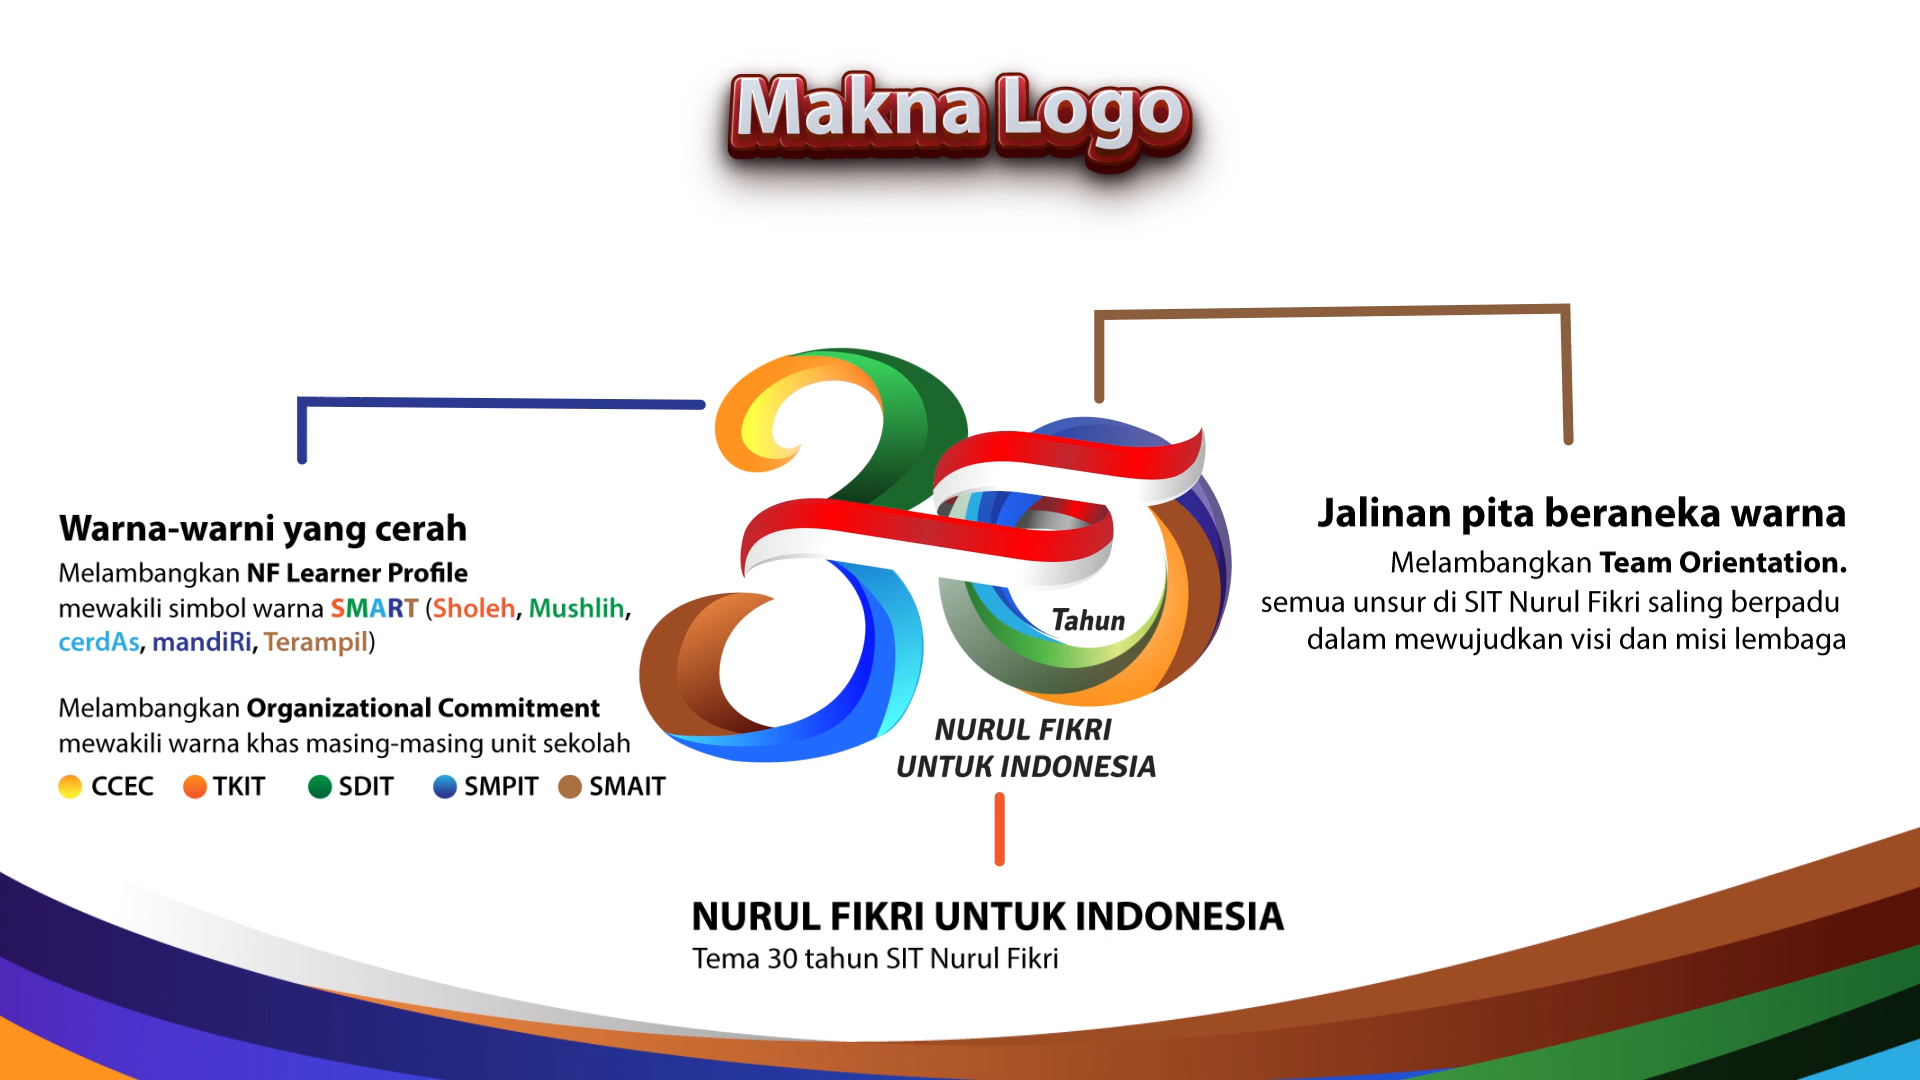 Makna Logo
Warna-warni yang cerah
Melambangkan NF Learner Profile
mewakili simbol warna SMART (Sholeh, Mushlih,
cerdAs, mandiRi, Terampil)
Melambangkan Organizational Commitment
mewakili warna khas masing-masing unit sekolah
CCEC TKIT SDIT SMPIT SMAIT
Tahun
NURUL FIKRI
UNTUK INDONESIA
Jalinan pita beraneka warna
Melambangkan Team Orientation.
semua unsur di SIT Nurul Fikri saling berpadu
dalam mewujudkan visi dan misi lembaga
NURUL FIKRI UNTUK INDONESIA
Tema 30 tahun SIT Nurul Fikri